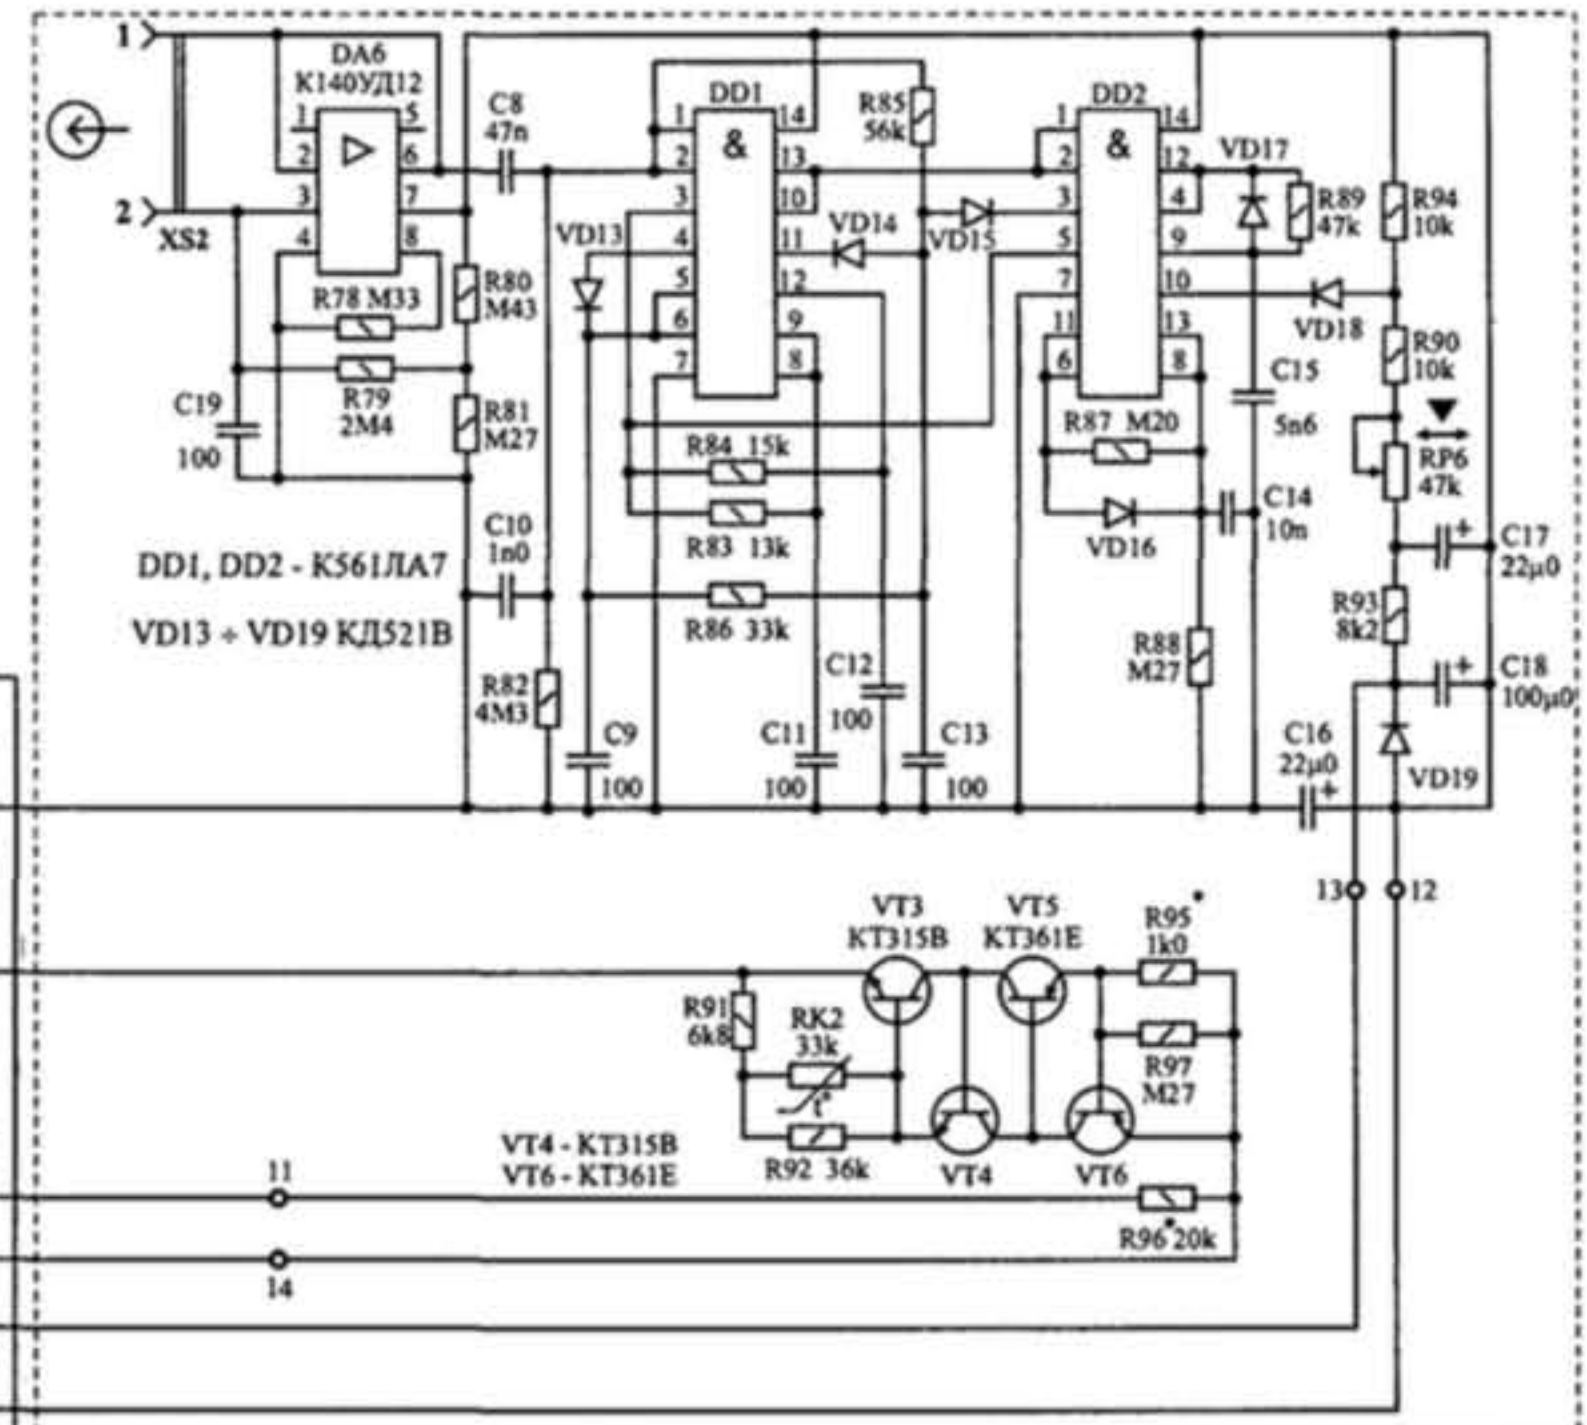 1
DA6
К140УД12
1
5
2
6
3
7
4
8
2
XS2
R78 М33
R79
2M4
C19
100
R80
M43
R81
M27
C8
47n
C10
1n0
R82
4M3
DD1
&
1
14
2
13
3
10
4
11
5
12
6
9
7
8
R85
56k
VD13
VD14
VD15
R84 15k
R83 13k
R86 33k
C9
100
C11
100
C12
100
C13
100
DD2
&
1
14
2
12
3
4
5
9
7
10
11
13
6
8
VD17
R89
47k
VD18
R94
10k
R90
10k
RP6
47k
C15
5n6
R87 M20
VD16
C14
10n
R88
M27
C17
22µ0
R93
8k2
C18
100µ0
C16
22µ0
VD19
DD1, DD2 - К561ЛА7
VD13 ÷ VD19 КД521В
13
12
VT3
КТ315В
VT5
КТ361Е
R95*
1k0
R91
6k8
RK2
33k
t°
R97
M27
R92 36k
VT4
VT6
VT4 - КТ315В
VT6 - КТ361Е
11
R96*20k
14